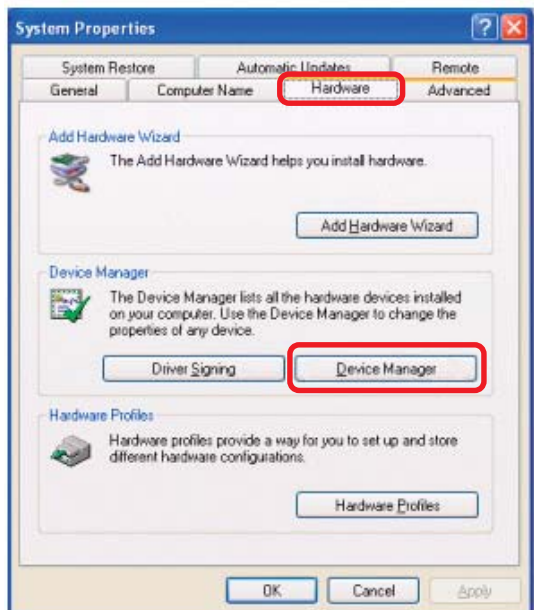 System Properties
System Restore Automatic Updates Remote
General Computer Name Hardware Advanced
Add Hardware Wizard
The Add Hardware Wizard helps you install hardware.
Add Hardware Wizard
Device Manager
The Device Manager lists all the hardware devices installed
on your computer. Use the Device Manager to change the
properties of any device.
Driver Signing Device Manager
Hardware Profiles
Hardware profiles provide a way for you to set up and store
different hardware configurations.
Hardware Profiles
OK Cancel Apply